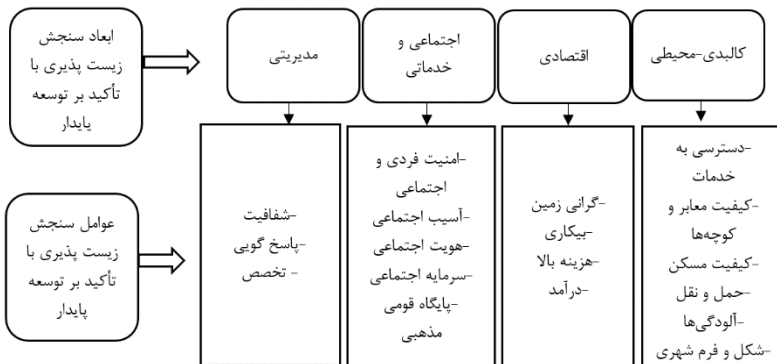 ابعاد سنجش
زیست پذیری با
تأکید بر توسعه
پایدار
کالبدی-محیطی
اقتصادی
اجتماعی و
خدماتی
مدیریتی
عوامل سنجش
زیست پذیری با
تأکید بر توسعه
پایدار
-دسترسی به
خدمات
-کیفیت معابر و
کوچه‌ها
-کیفیت مسکن
-حمل و نقل
-آلودگی‌ها
-شکل و فرم شهری
-گرانی زمین
-بیکاری
-هزینه بالا
-درآمد
-امنیت فردی و
اجتماعی
-آسیب اجتماعی
-هویت اجتماعی
-سرمایه اجتماعی
-پایگاه قومی
مذهبی
-شفافیت
-پاسخ گویی
- تخصص